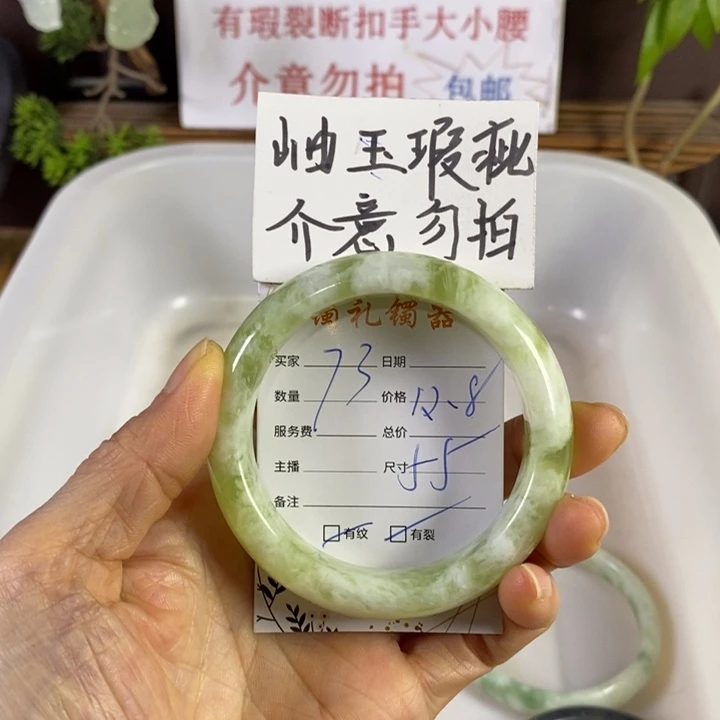 有瑕裂断扣手大小腰
介意勿拍 包邮
岫玉瑕疵
介意勿拍
礼镯器
买家 73 日期
数量 价格 12.8
服务费 总价
主播 尺寸 55
备注
有纹 有裂